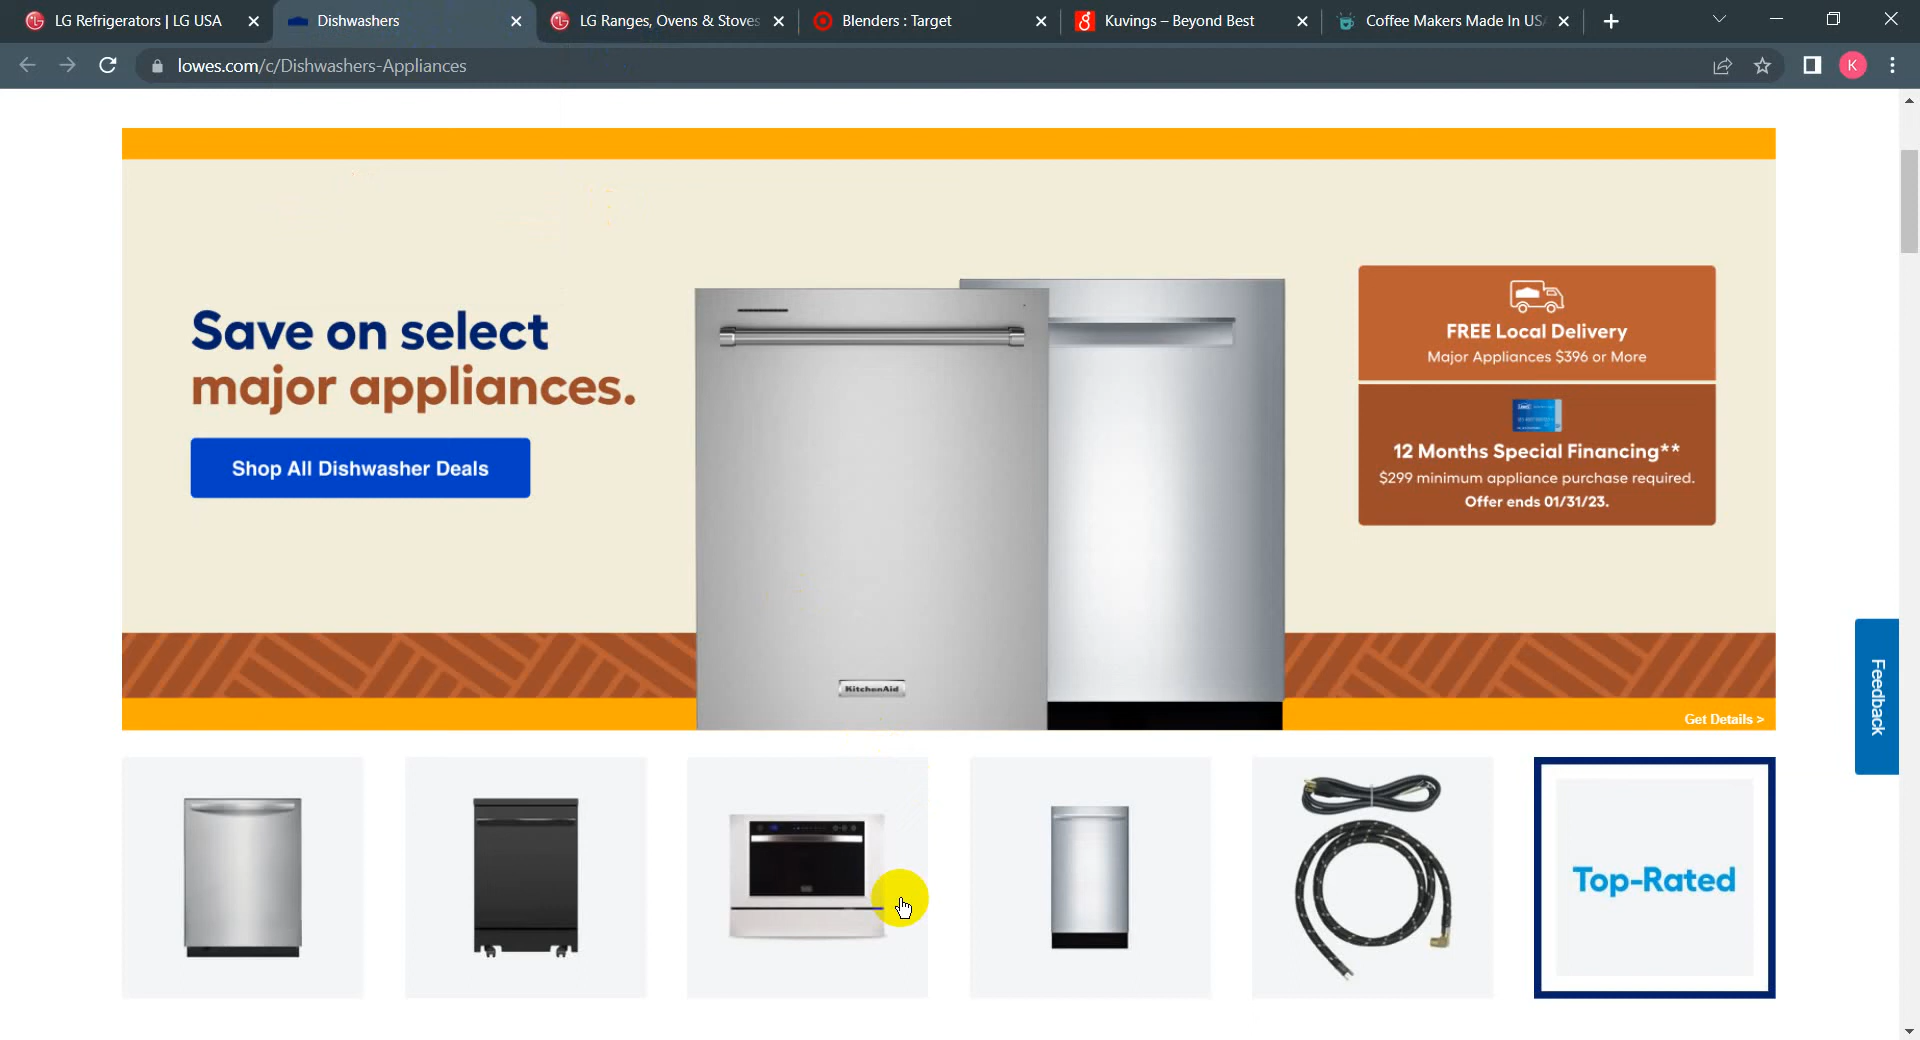 LG Refrigerators | LG USA
Dishwashers
LG Ranges, Ovens & Stoves
Blenders : Target
Kuvings – Beyond Best
Coffee Makers Made In US
lowes.com/c/Dishwashers-Appliances
K
Save on select
major appliances.
Shop All Dishwasher Deals
KitchenAid
FREE Local Delivery
Major Appliances $396 or More
12 Months Special Financing**
$299 minimum appliance purchase required.
Offer ends 01/31/23.
Get Details >
Feedback
Top-Rated